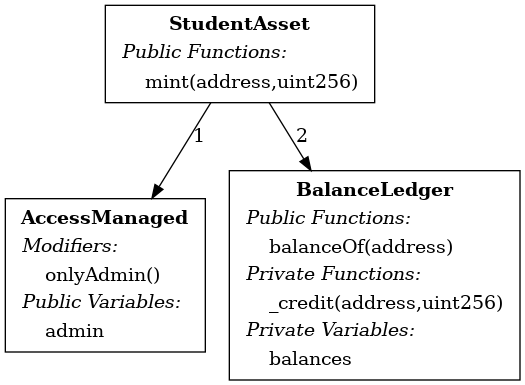 StudentAsset
Public Functions:
mint(address,uint256)
1
2
AccessManaged
Modifiers:
onlyAdmin()
Public Variables:
admin
BalanceLedger
Public Functions:
balanceOf(address)
Private Functions:
_credit(address,uint256)
Private Variables:
balances